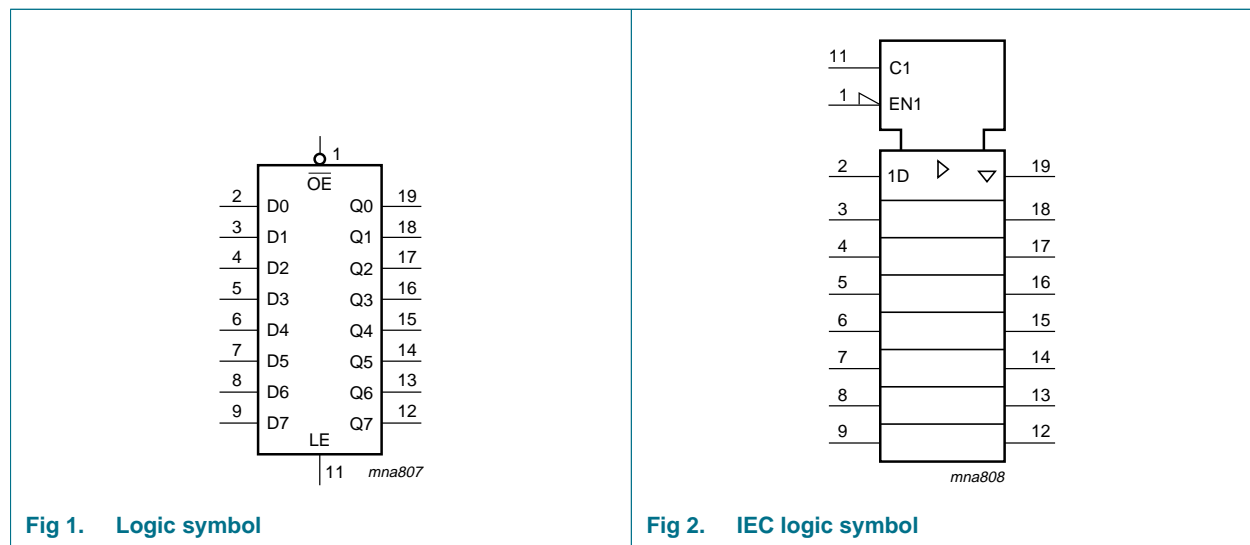 1
OE
2 D0 Q0 19
3 D1 Q1 18
4 D2 Q2 17
5 D3 Q3 16
6 D4 Q4 15
7 D5 Q5 14
8 D6 Q6 13
9 D7 Q7 12
LE
11 mna807
Fig 1. Logic symbol
11 C1
1 EN1
2 1D 19
3 18
4 17
5 16
6 15
7 14
8 13
9 12
mna808
Fig 2. IEC logic symbol